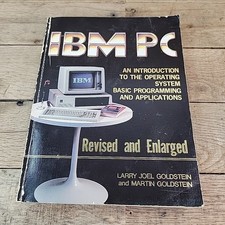 IBM PC
AN INTRODUCTION
TO THE OPERATING
SYSTEM
BASIC PROGRAMMING
AND APPLICATIONS
IBM
Revised and Enlarged
LARRY JOEL GOLDSTEIN
and MARTIN GOLDSTEIN